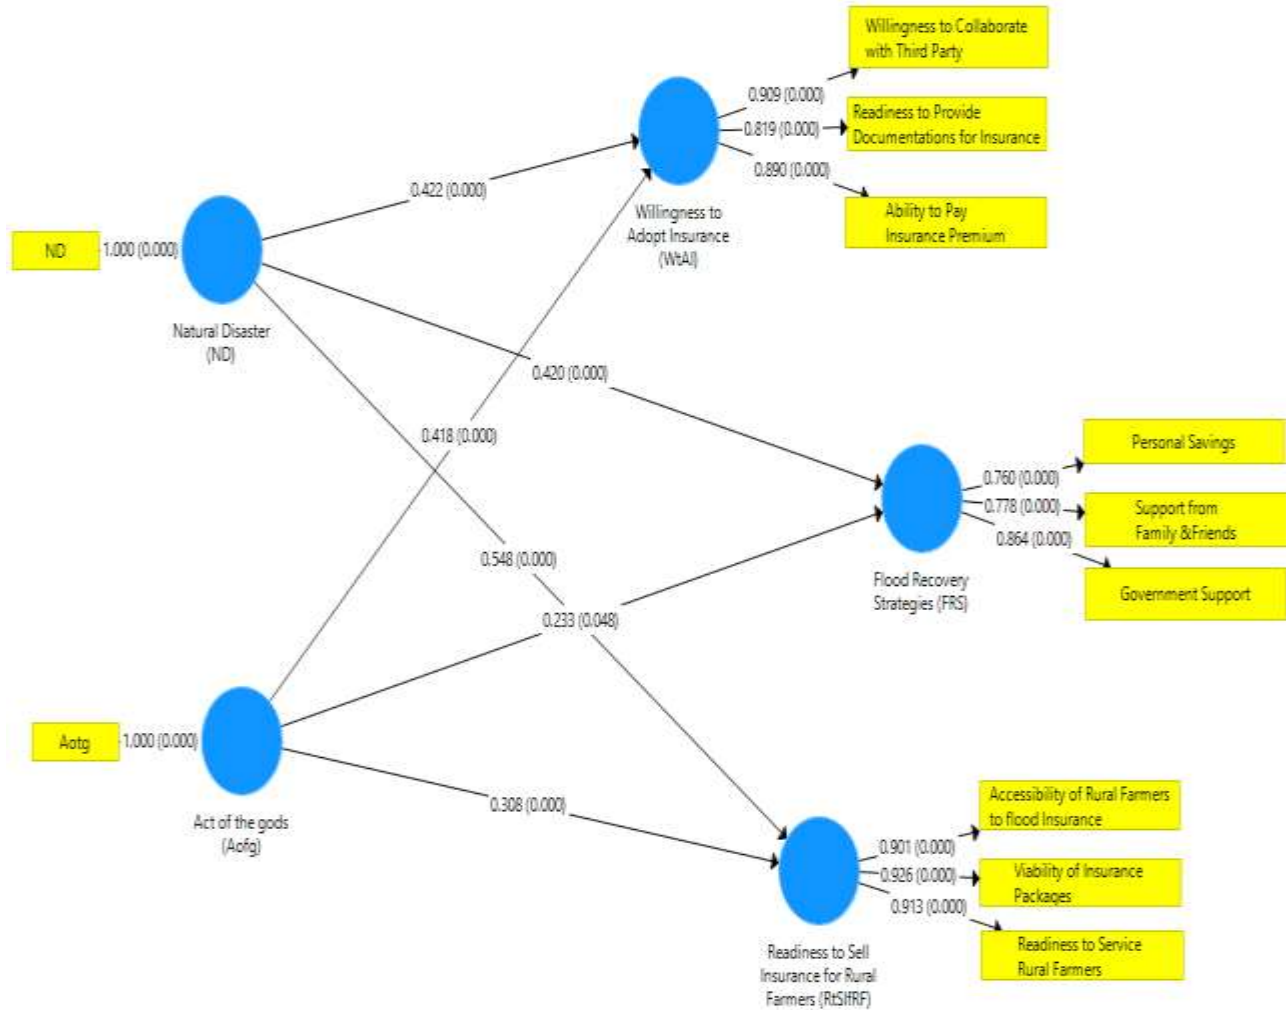 Willingness to Collaborate
with Third Party
0.909 (0.000)
Readiness to Provide
Documentations for Insurance
0.819 (0.000)
0.890 (0.000)
Ability to Pay
Insurance Premium
0.422 (0.000)
Willingness to
Adopt Insurance
(WtAI)
ND
1.000 (0.000)
Natural Disaster
(ND)
0.420 (0.000)
0.418 (0.000)
Personal Savings
0.760 (0.000)
0.778 (0.000)
Support from
Family &Friends
0.864 (0.000)
0.548 (0.000)
Flood Recovery
Strategies (FRS)
Government Support
0.233 (0.048)
Aotg
1.000 (0.000)
Act of the gods
(Aofg)
0.308 (0.000)
Accessibility of Rural Farmers
to flood Insurance
0.901 (0.000)
0.926 (0.000)
Viability of Insurance
Packages
0.913 (0.000)
Readiness to Service
Rural Farmers
Readiness to Sell
Insurance for Rural
Farmers (RtSIfRF)